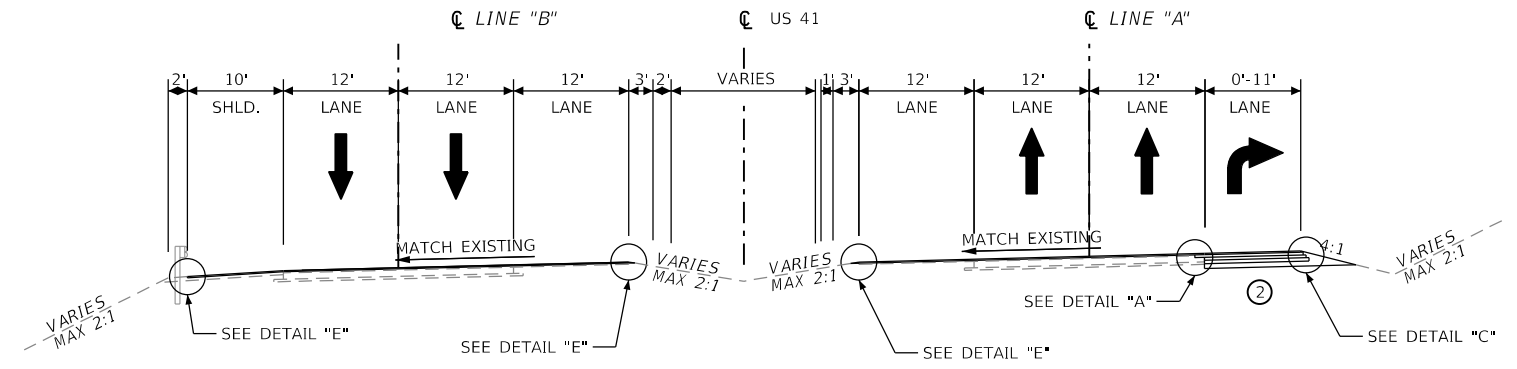 ℄ LINE "B"
℄ US 41
℄ LINE "A"
2' 10' 12' 12' 12' 3' 2' VARIES 1' 3' 12' 12' 12' 0'-11'
SHLD. LANE LANE LANE LANE LANE LANE LANE
MATCH EXISTING
MATCH EXISTING
4:1
VARIES
MAX 2:1
VARIES
MAX 2:1
VARIES
MAX 2:1
VARIES
MAX 2:1
2
SEE DETAIL "A"
SEE DETAIL "E"
SEE DETAIL "E"
SEE DETAIL "E"
SEE DETAIL "C"